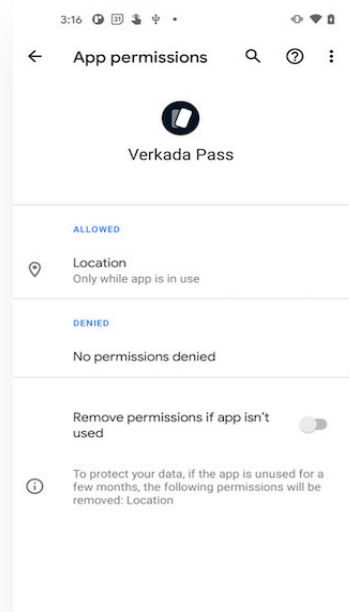 3:16 31
App permissions
Verkada Pass
ALLOWED
Location
Only while app is in use
DENIED
No permissions denied
Remove permissions if app isn't
used
To protect your data, if the app is unused for a
few months, the following permissions will be
removed: Location